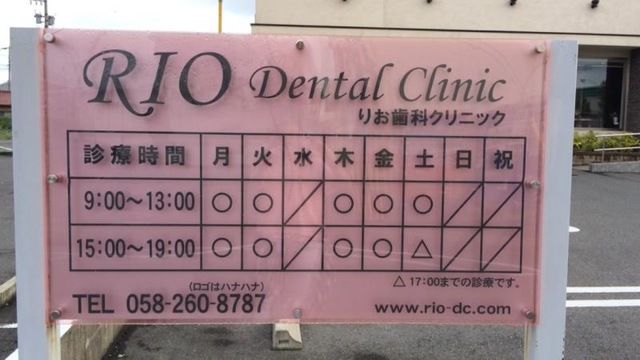 RIO Dental Clinic
りお歯科クリニック
診療時間 月 火 水 木 金 土 日 祝
9:00〜13:00 ○ ○ ／ ○ ○ ○ ／ ／
15:00〜19:00 ○ ○ ／ ○ ○ △ ／ ／
△ 17:00までの診療です。
(ロゴはハナハナ)
TEL 058-260-8787 www.rio-dc.com